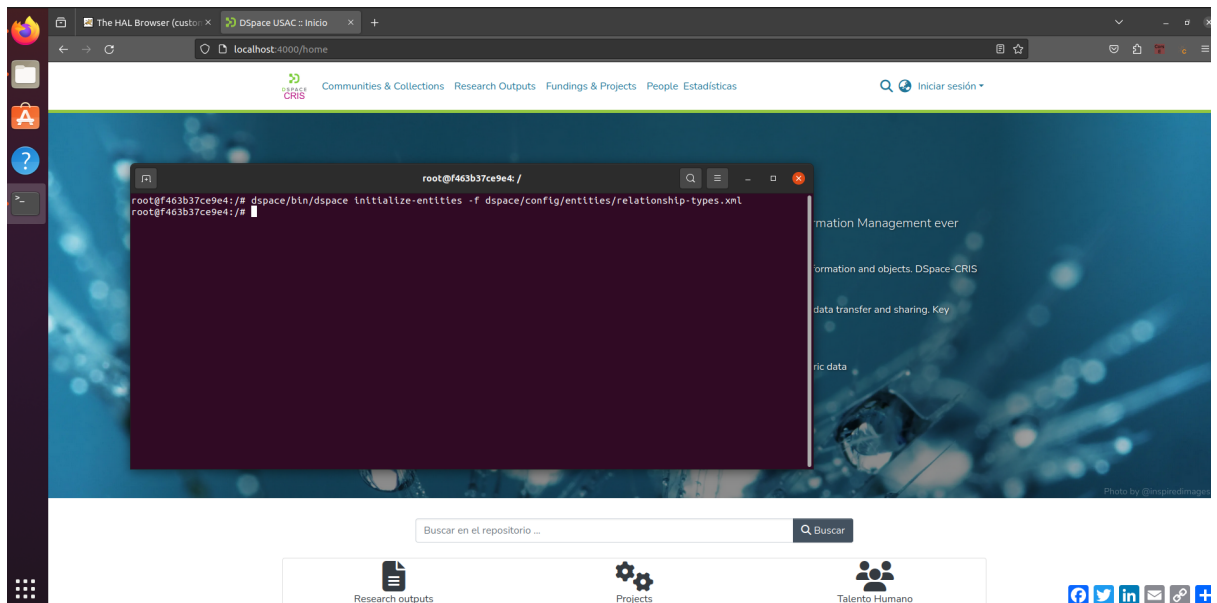 The HAL Browser (custon
DSpace USAC :: Inicio
localhost:4000/home
DSPACE
CRIS
Communities & Collections Research Outputs Fundings & Projects People Estadísticas
Iniciar sesión
root@f463b37ce9e4: /
root@f463b37ce9e4:/# dspace/bin/dspace initialize-entities -f dspace/config/entities/relationship-types.xml
root@f463b37ce9e4:/#
rmation Management ever
formation and objects. DSpace-CRIS
data transfer and sharing. Key
ric data
Photo by @inspiredimages
Buscar en el repositorio ...
Buscar
Research outputs
Projects
Talento Humano